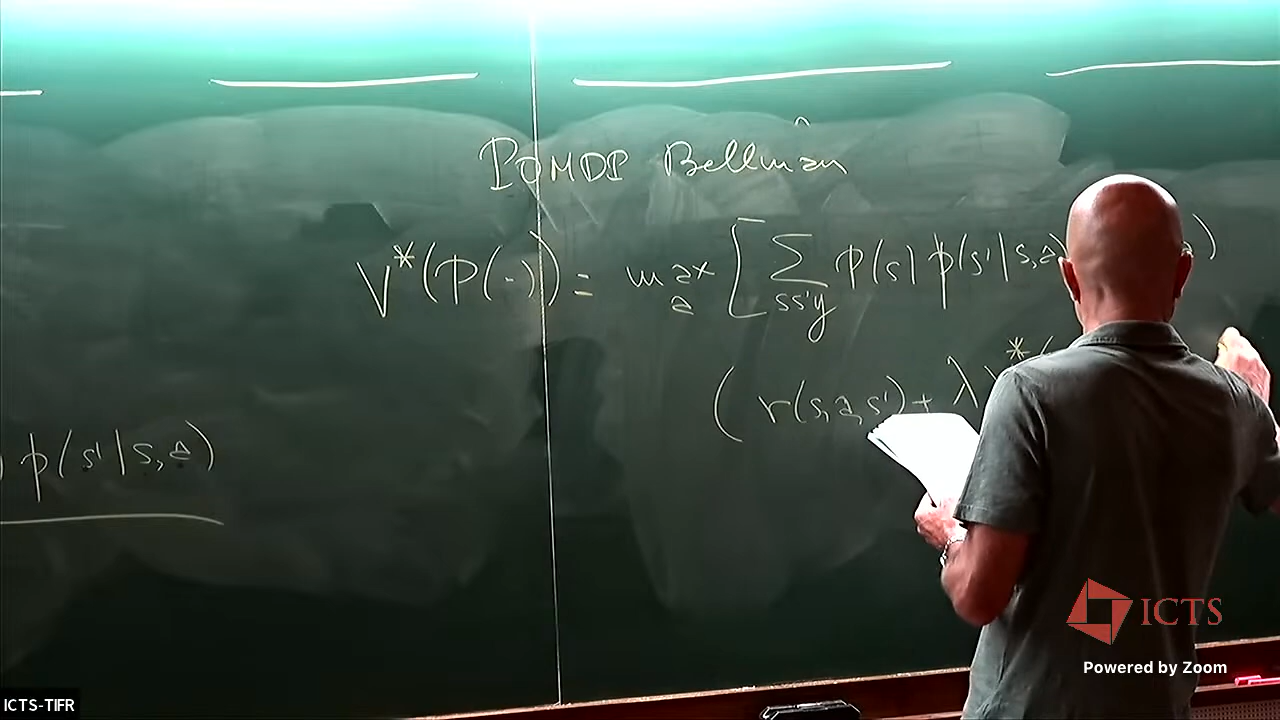 POMDP Bellman
V*(P(·)) = max_a [ Σ_{ss'y} p(s) p(s'|s,a )
( r(s,a,s') + λ V*(
) p(s'|s,a)
ICTS
Powered by Zoom
ICTS-TIFR